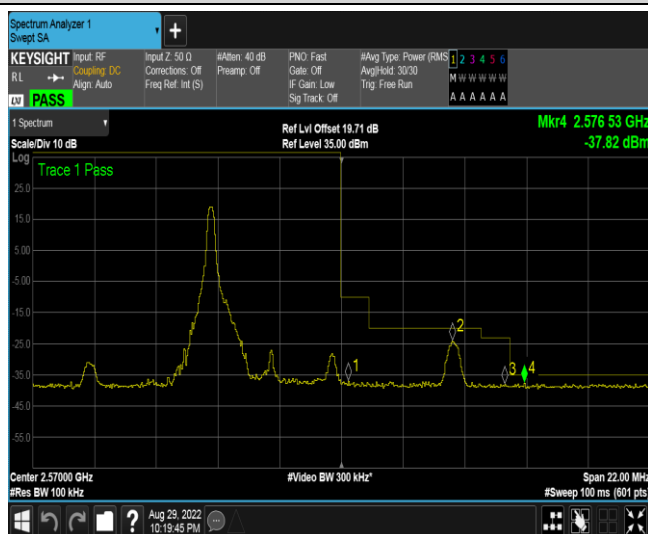 Spectrum Analyzer 1
Swept SA
+
KEYSIGHT
RL
Input: RF
Coupling: DC
Align: Auto
Input Z: 50 Ω
Corrections: Off
Freq Ref: Int (S)
#Atten: 40 dB
Preamp: Off
PNO: Fast
Gate: Off
IF Gain: Low
Sig Track: Off
#Avg Type: Power (RMS
Avg|Hold: 30/30
Trig: Free Run
1 2 3 4 5 6
M W W W W W
A A A A A A
LXI PASS
1 Spectrum
Scale/Div 10 dB
Ref Lvl Offset 19.71 dB
Ref Level 35.00 dBm
Mkr4 2.576 53 GHz
-37.82 dBm
Log
Trace 1 Pass
25.0
15.0
5.00
-5.00
-15.0
-25.0
-35.0
-45.0
-55.0
1
2
3
4
Center 2.57000 GHz
#Res BW 100 kHz
#Video BW 300 kHz*
Span 22.00 MHz
#Sweep 100 ms (601 pts)
?
Aug 29, 2022
10:19:45 PM